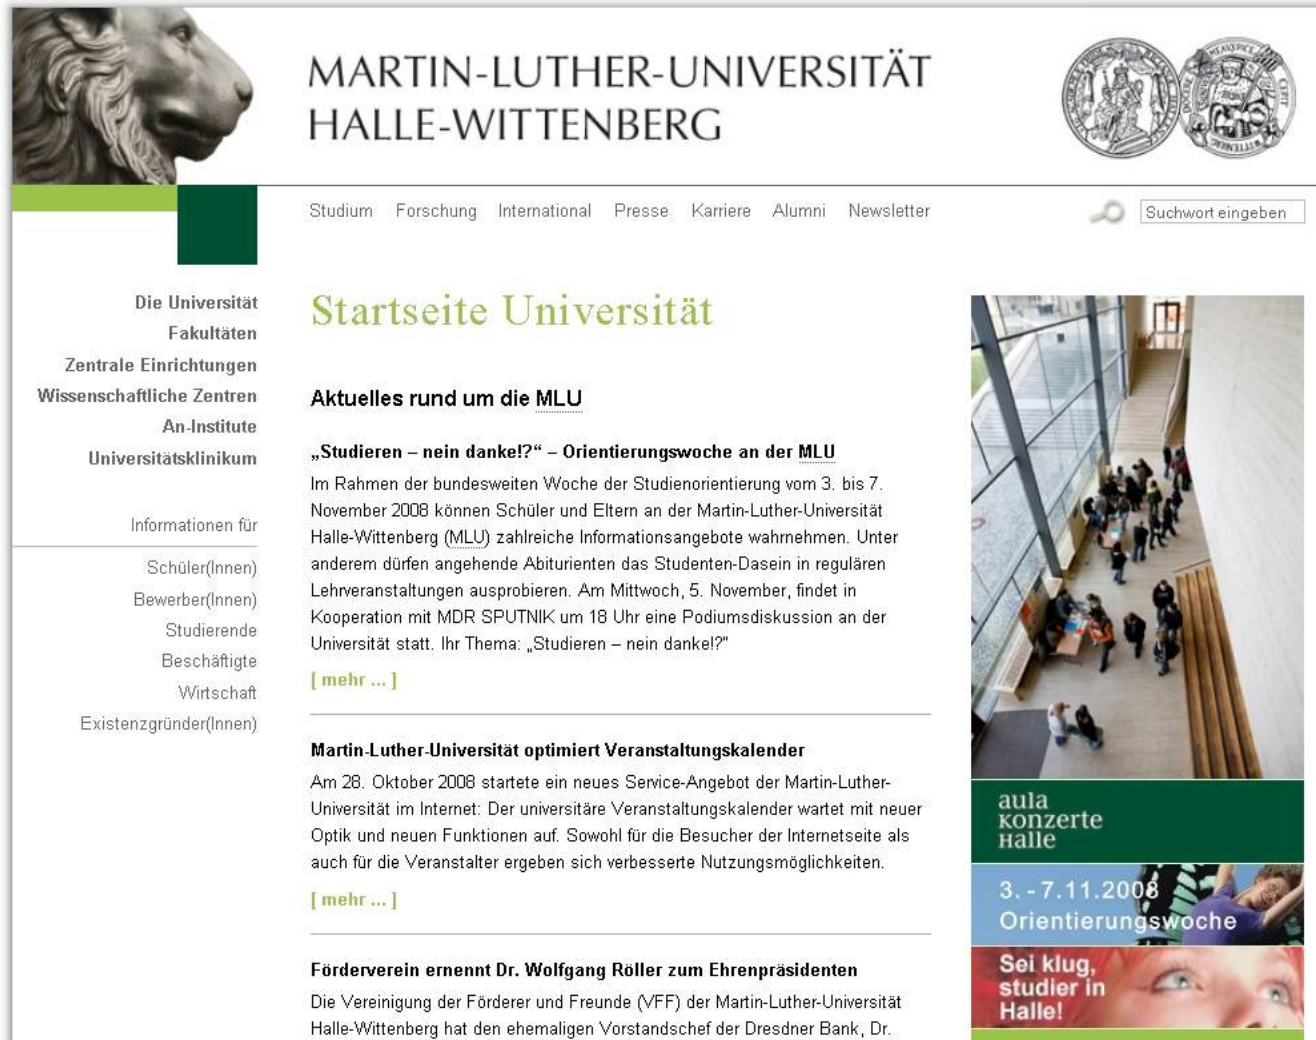 MARTIN-LUTHER-UNIVERSITÄT
HALLE-WITTENBERG
Studium Forschung International Presse Karriere Alumni Newsletter
Suchwort eingeben
Die Universität
Fakultäten
Zentrale Einrichtungen
Wissenschaftliche Zentren
An-Institute
Universitätsklinikum
Informationen für
Schüler(Innen)
Bewerber(Innen)
Studierende
Beschäftigte
Wirtschaft
Existenzgründer(Innen)
Startseite Universität
Aktuelles rund um die MLU
„Studieren – nein danke!?“ – Orientierungswoche an der MLU
Im Rahmen der bundesweiten Woche der Studienorientierung vom 3. bis 7.
November 2008 können Schüler und Eltern an der Martin-Luther-Universität
Halle-Wittenberg (MLU) zahlreiche Informationsangebote wahrnehmen. Unter
anderem dürfen angehende Abiturienten das Studenten-Dasein in regulären
Lehrveranstaltungen ausprobieren. Am Mittwoch, 5. November, findet in
Kooperation mit MDR SPUTNIK um 18 Uhr eine Podiumsdiskussion an der
Universität statt. Ihr Thema: „Studieren – nein danke!?"
[ mehr ... ]
Martin-Luther-Universität optimiert Veranstaltungskalender
Am 28. Oktober 2008 startete ein neues Service-Angebot der Martin-Luther-
Universität im Internet: Der universitäre Veranstaltungskalender wartet mit neuer
Optik und neuen Funktionen auf. Sowohl für die Besucher der Internetseite als
auch für die Veranstalter ergeben sich verbesserte Nutzungsmöglichkeiten.
[ mehr ... ]
Förderverein ernennt Dr. Wolfgang Röller zum Ehrenpräsidenten
Die Vereinigung der Förderer und Freunde (VFF) der Martin-Luther-Universität
Halle-Wittenberg hat den ehemaligen Vorstandschef der Dresdner Bank, Dr.
aula
konzerte
Halle
3. - 7.11.2008
Orientierungswoche
Sei klug,
studier in
Halle!